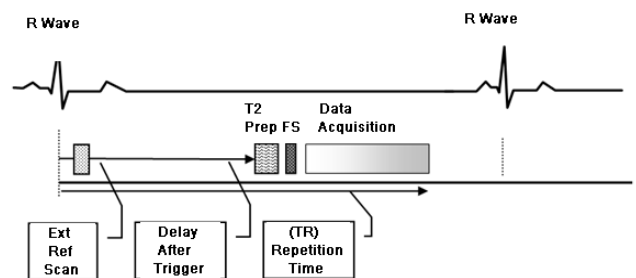 R Wave
R Wave
T2 Data
Prep FS Acquisition
Ext
Ref
Scan
Delay
After
Trigger
(TR)
Repetition
Time